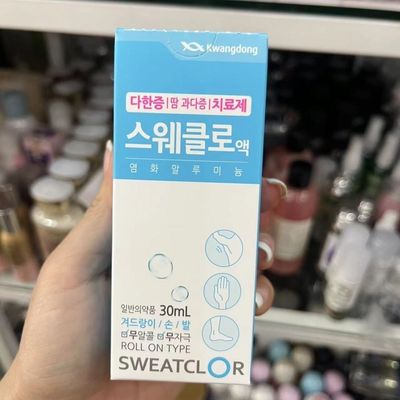 Kwangdong
다한증|땀 과다증|치료제
스웨클로액
염화알루미늄
일반의약품 30mL
겨드랑이/손/발
☑무알콜 ☑무자극
ROLL ON TYPE
SWEATCLOR